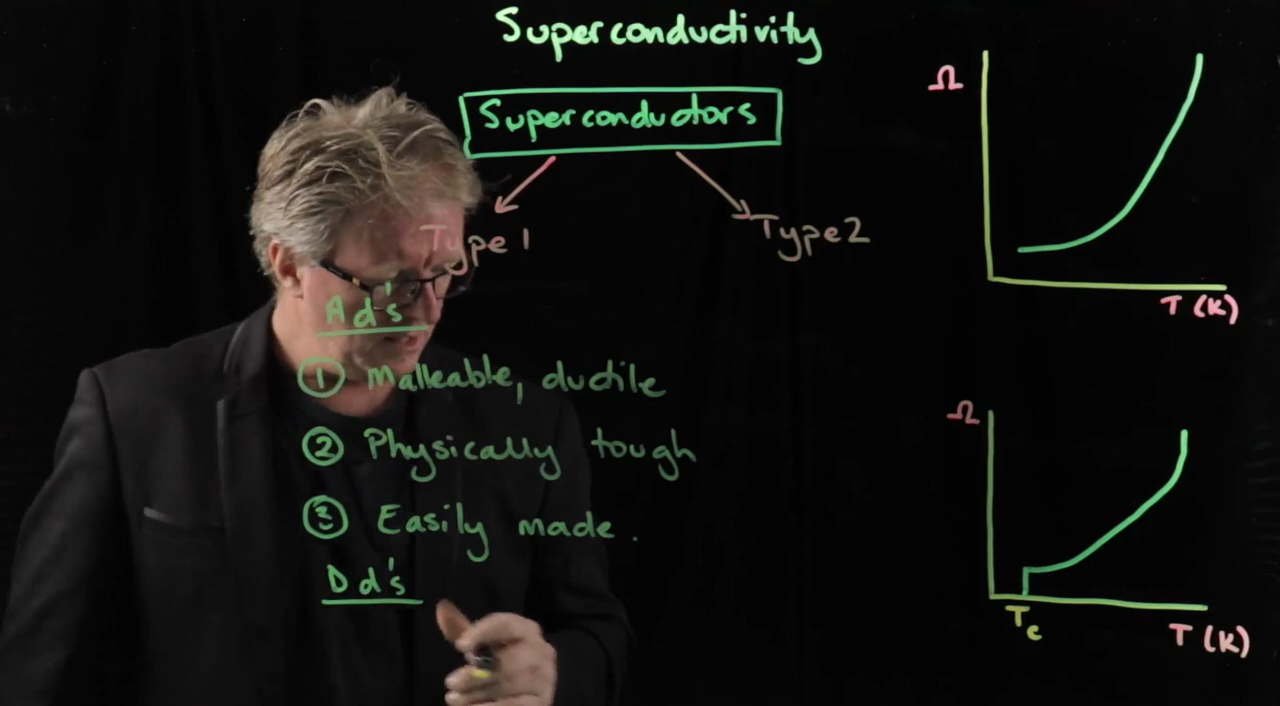 Superconductivity
Superconductors
Type 1
Type 2
Ad's
① Malleable, ductile
② Physically tough
③ Easily made.
Dd's
Ω
T (K)
Ω
Tc
T (K)